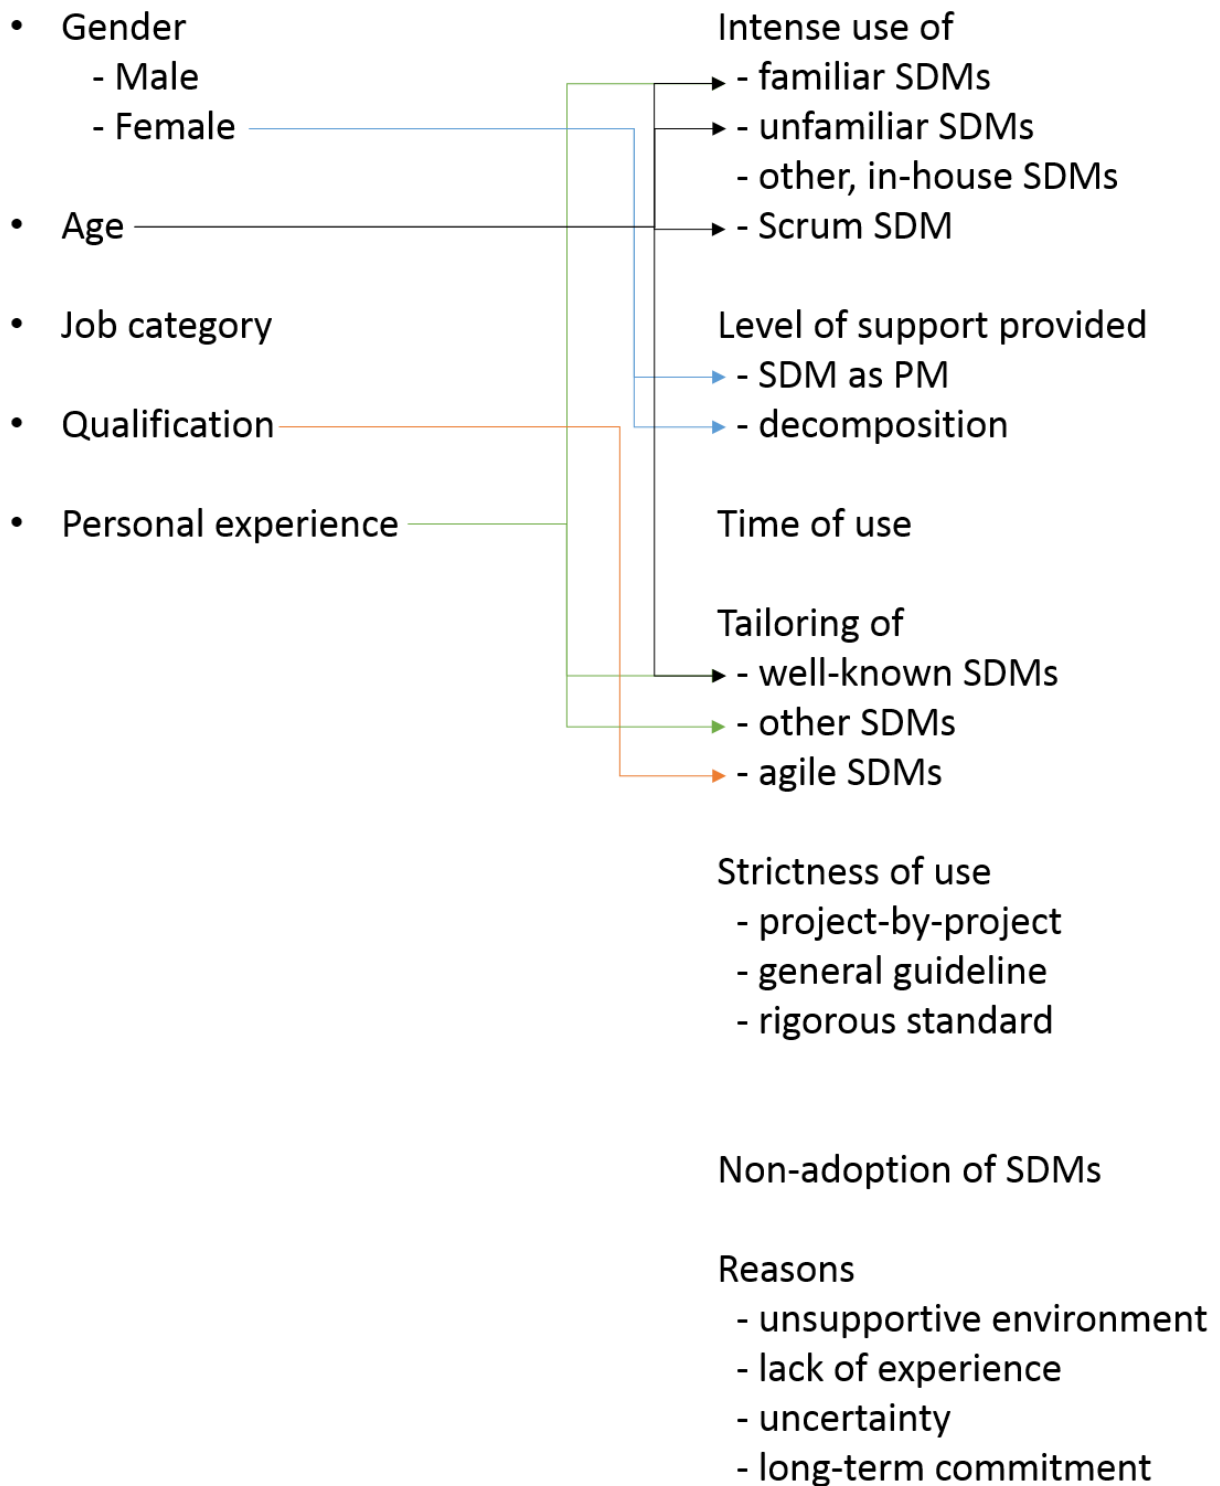 • Gender
- Male
- Female
• Age
• Job category
• Qualification
• Personal experience
Intense use of
- familiar SDMs
- unfamiliar SDMs
- other, in-house SDMs
- Scrum SDM
Level of support provided
- SDM as PM
- decomposition
Time of use
Tailoring of
- well-known SDMs
- other SDMs
- agile SDMs
Strictness of use
- project-by-project
- general guideline
- rigorous standard
Non-adoption of SDMs
Reasons
- unsupportive environment
- lack of experience
- uncertainty
- long-term commitment